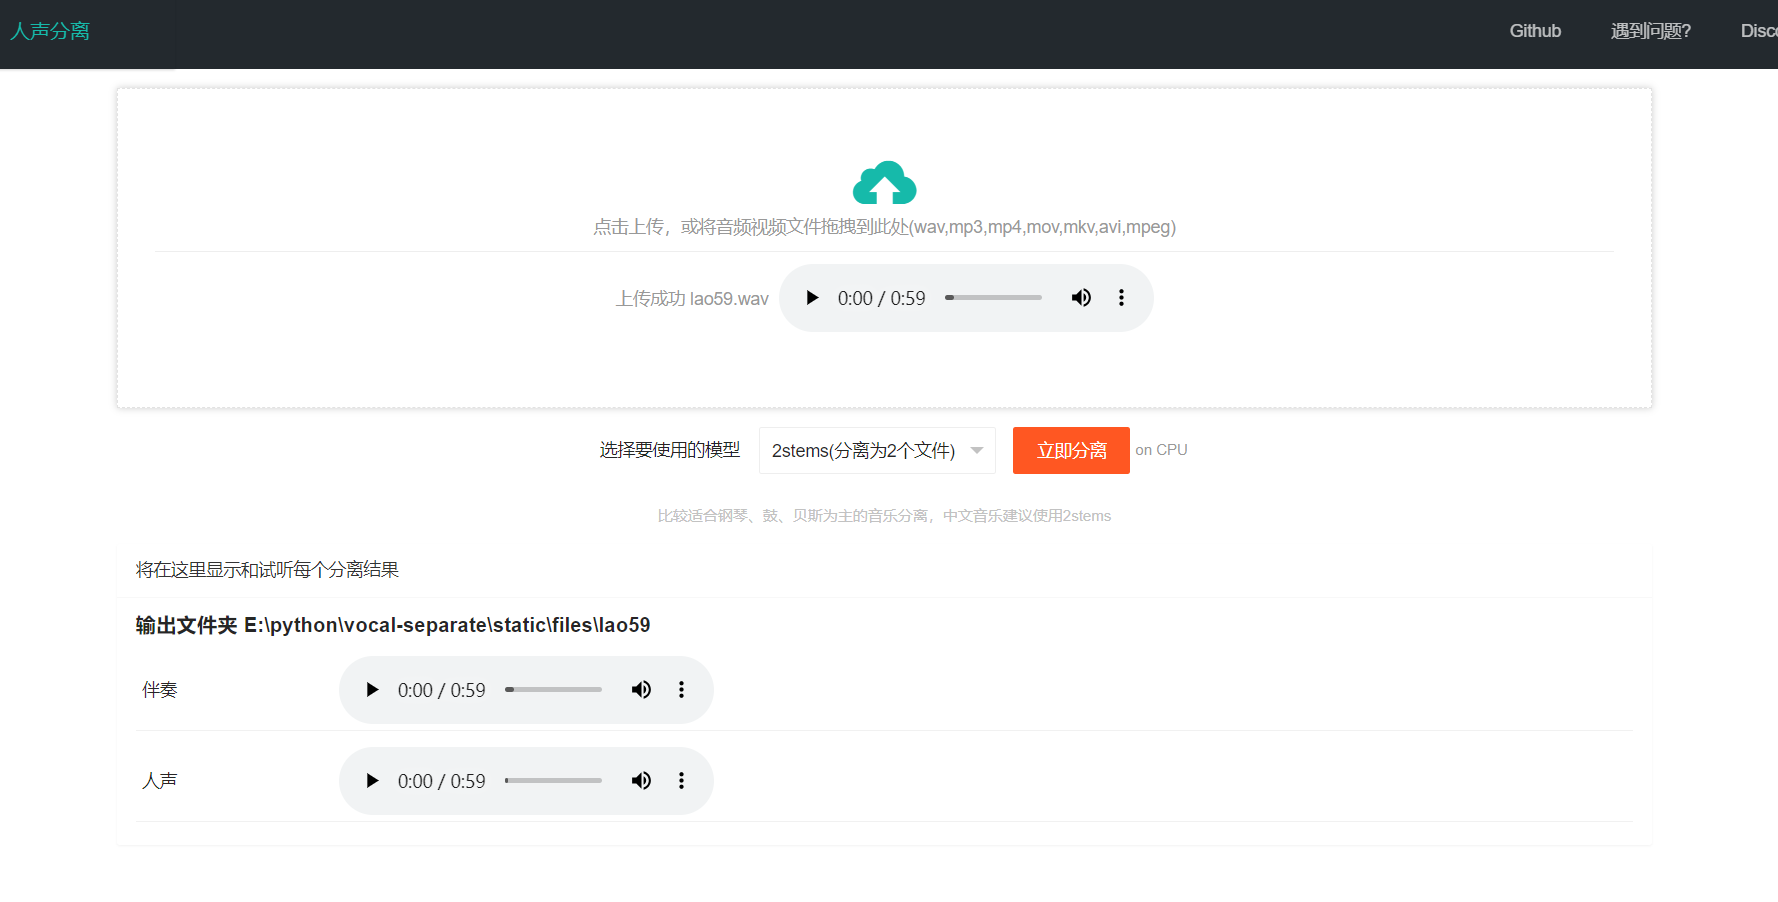 人声分离
Github 遇到问题?
点击上传，或将音频视频文件拖拽到此处(wav,mp3,mp4,mov,mkv,avi,mpeg)
上传成功 lao59.wav 0:00 / 0:59
选择要使用的模型 2stems(分离为2个文件) 立即分离 on CPU
比较适合钢琴、鼓、贝斯为主的音乐分离，中文音乐建议使用2stems
将在这里显示和试听每个分离结果
输出文件夹 E:\python\vocal-separate\static\files\lao59
伴奏 0:00 / 0:59
人声 0:00 / 0:59